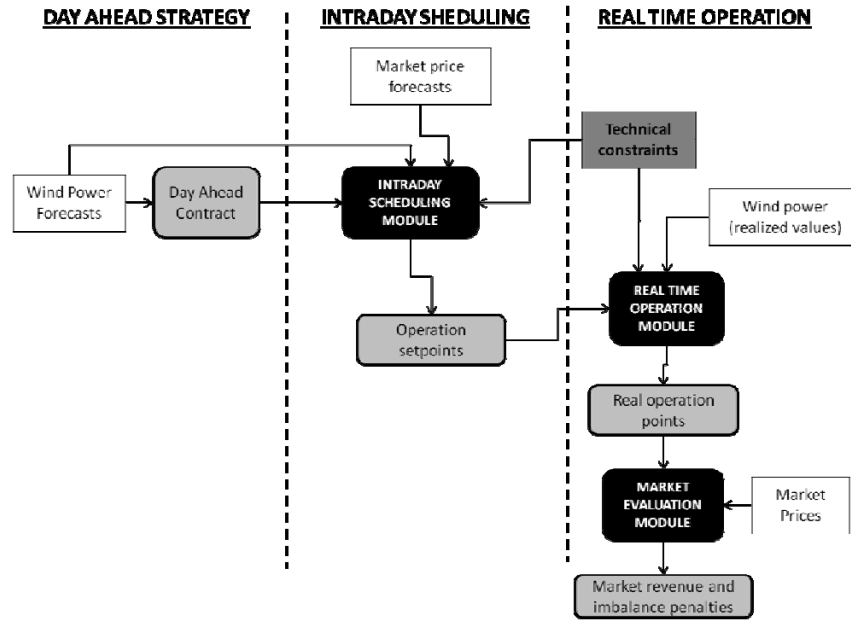 DAY AHEAD STRATEGY
INTRADAY SHEDULING
REAL TIME OPERATION
Market price
forecasts
Technical
constraints
Wind Power
Forecasts
Day Ahead
Contract
INTRADAY
SCHEDULING
MODULE
Wind power
(realized values)
REAL TIME
OPERATION
MODULE
Operation
setpoints
Real operation
points
MARKET
EVALUATION
MODULE
Market
Prices
Market revenue and
imbalance penalties